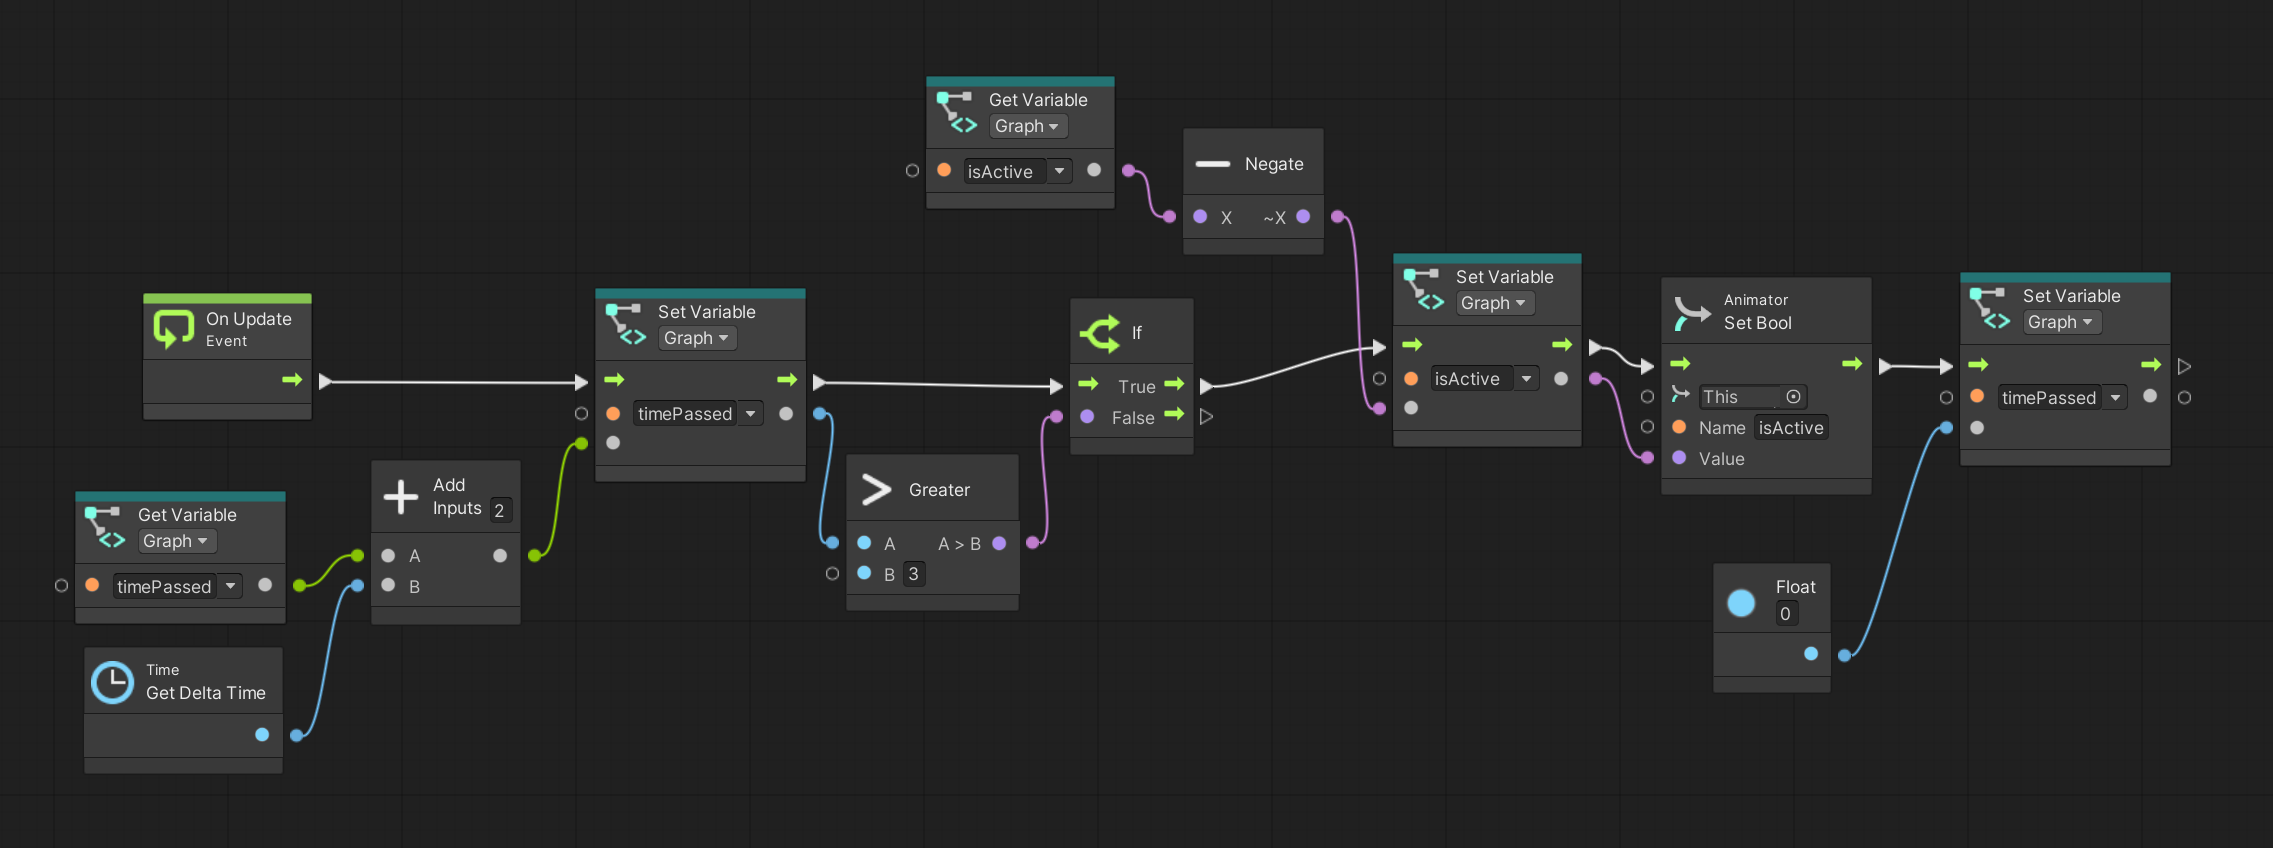 Get Variable
Graph
isActive
Negate
X ~X
On Update
Event
Set Variable
Graph
timePassed
If
True
False
Set Variable
Graph
isActive
Animator
Set Bool
This
Name isActive
Value
Set Variable
Graph
timePassed
Get Variable
Graph
timePassed
Add
Inputs 2
A
B
Greater
A A > B
B 3
Float
0
Time
Get Delta Time